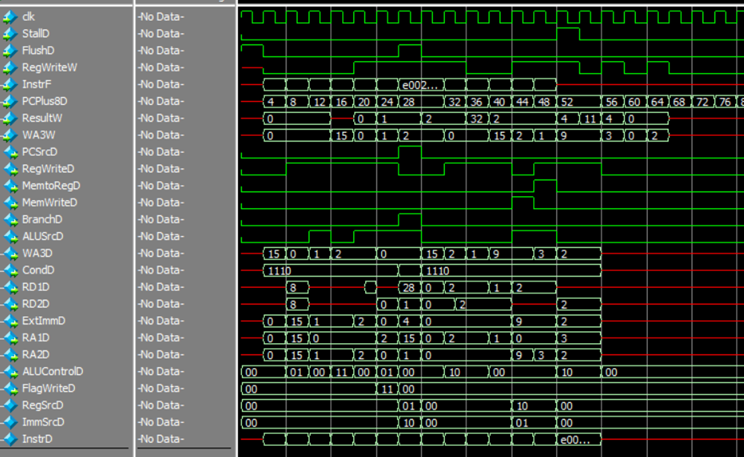 clk -No Data-
StallD -No Data-
FlushD -No Data-
RegWriteW -No Data-
InstrF -No Data- e002...
PCPlus8D -No Data- 4 8 12 16 20 24 28 32 36 40 44 48 52 56 60 64 68 72 76 8
ResultW -No Data- 0 0 1 2 32 2 4 11 4 0
WA3W -No Data- 0 15 0 1 2 0 15 2 1 9 3 0 2
PCSrcD -No Data-
RegWriteD -No Data-
MemtoRegD -No Data-
MemWriteD -No Data-
BranchD -No Data-
ALUSrcD -No Data-
WA3D -No Data- 15 0 1 2 0 15 2 1 9 3 2
CondD -No Data- 1110 1110
RD1D -No Data- 8 28 0 2 1 2
RD2D -No Data- 8 0 1 0 2 2
ExtImmD -No Data- 0 15 1 2 0 4 0 9 2
RA1D -No Data- 0 15 0 2 15 0 2 1 0 3
RA2D -No Data- 0 15 1 2 0 1 0 9 3 2
ALUControlD -No Data- 00 01 00 11 00 01 00 10 00 10 00
FlagWriteD -No Data- 00 11 00
RegSrcD -No Data- 00 01 00 10 00
ImmSrcD -No Data- 00 10 00 01 00
InstrD -No Data- e00...